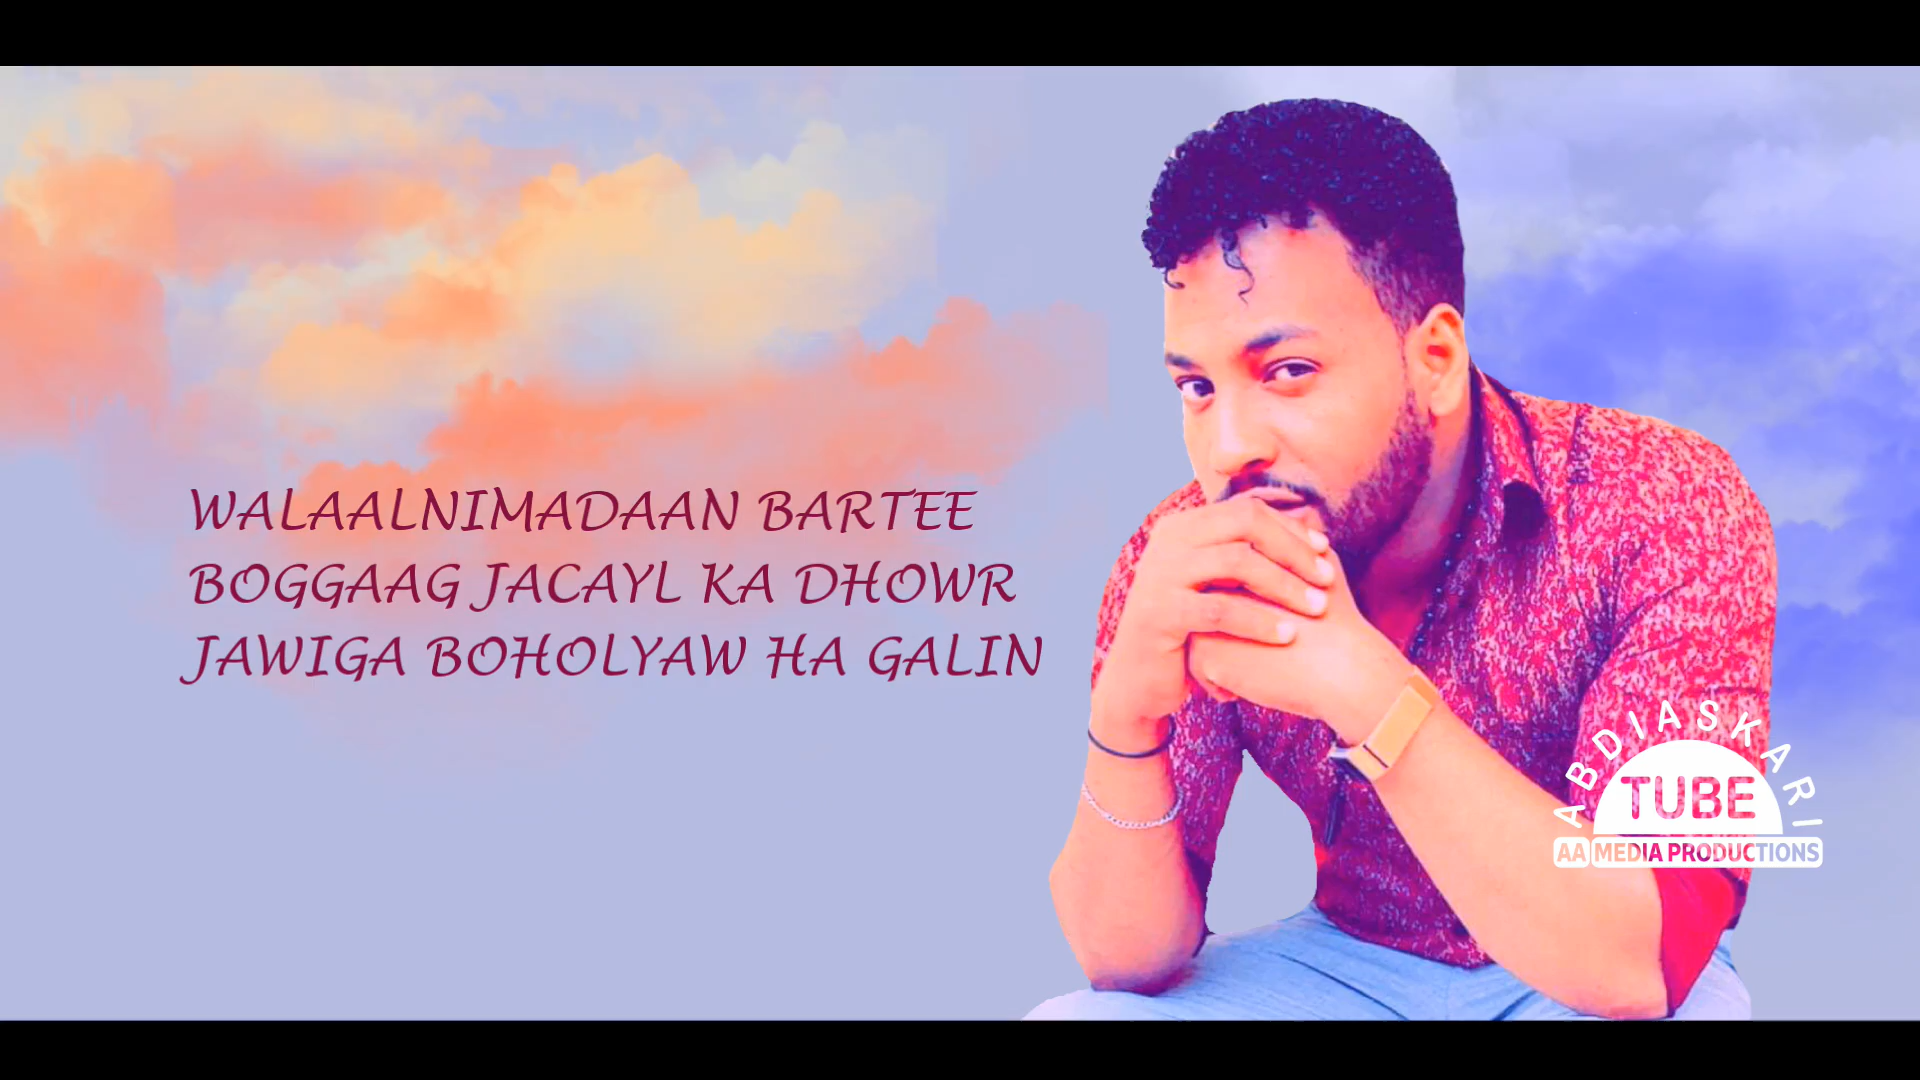 WALAALNIMADAAN BARTEE
BOGGAAG JACAYL KA DHOWR
JAWIGA BOHOLYAW HA GALIN
ABDIASKARI
TUBE
AA MEDIA PRODUCTIONS